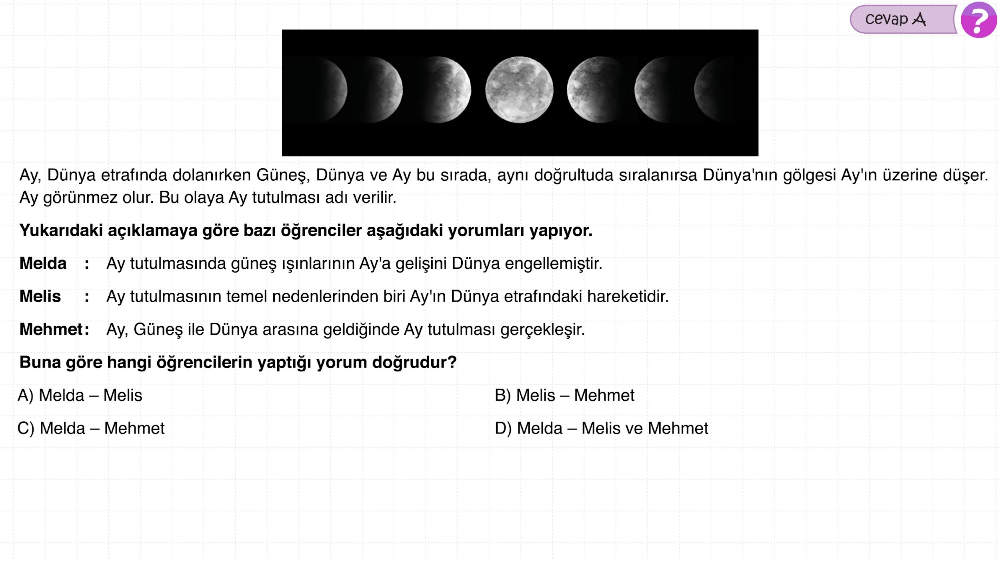 cevap A
?
Ay, Dünya etrafında dolanırken Güneş, Dünya ve Ay bu sırada, aynı doğrultuda sıralanırsa Dünya'nın gölgesi Ay'ın üzerine düşer.
Ay görünmez olur. Bu olaya Ay tutulması adı verilir.
Yukarıdaki açıklamaya göre bazı öğrenciler aşağıdaki yorumları yapıyor.
Melda : Ay tutulmasında güneş ışınlarının Ay'a gelişini Dünya engellemiştir.
Melis : Ay tutulmasının temel nedenlerinden biri Ay'ın Dünya etrafındaki hareketidir.
Mehmet : Ay, Güneş ile Dünya arasına geldiğinde Ay tutulması gerçekleşir.
Buna göre hangi öğrencilerin yaptığı yorum doğrudur?
A) Melda – Melis
B) Melis – Mehmet
C) Melda – Mehmet
D) Melda – Melis ve Mehmet